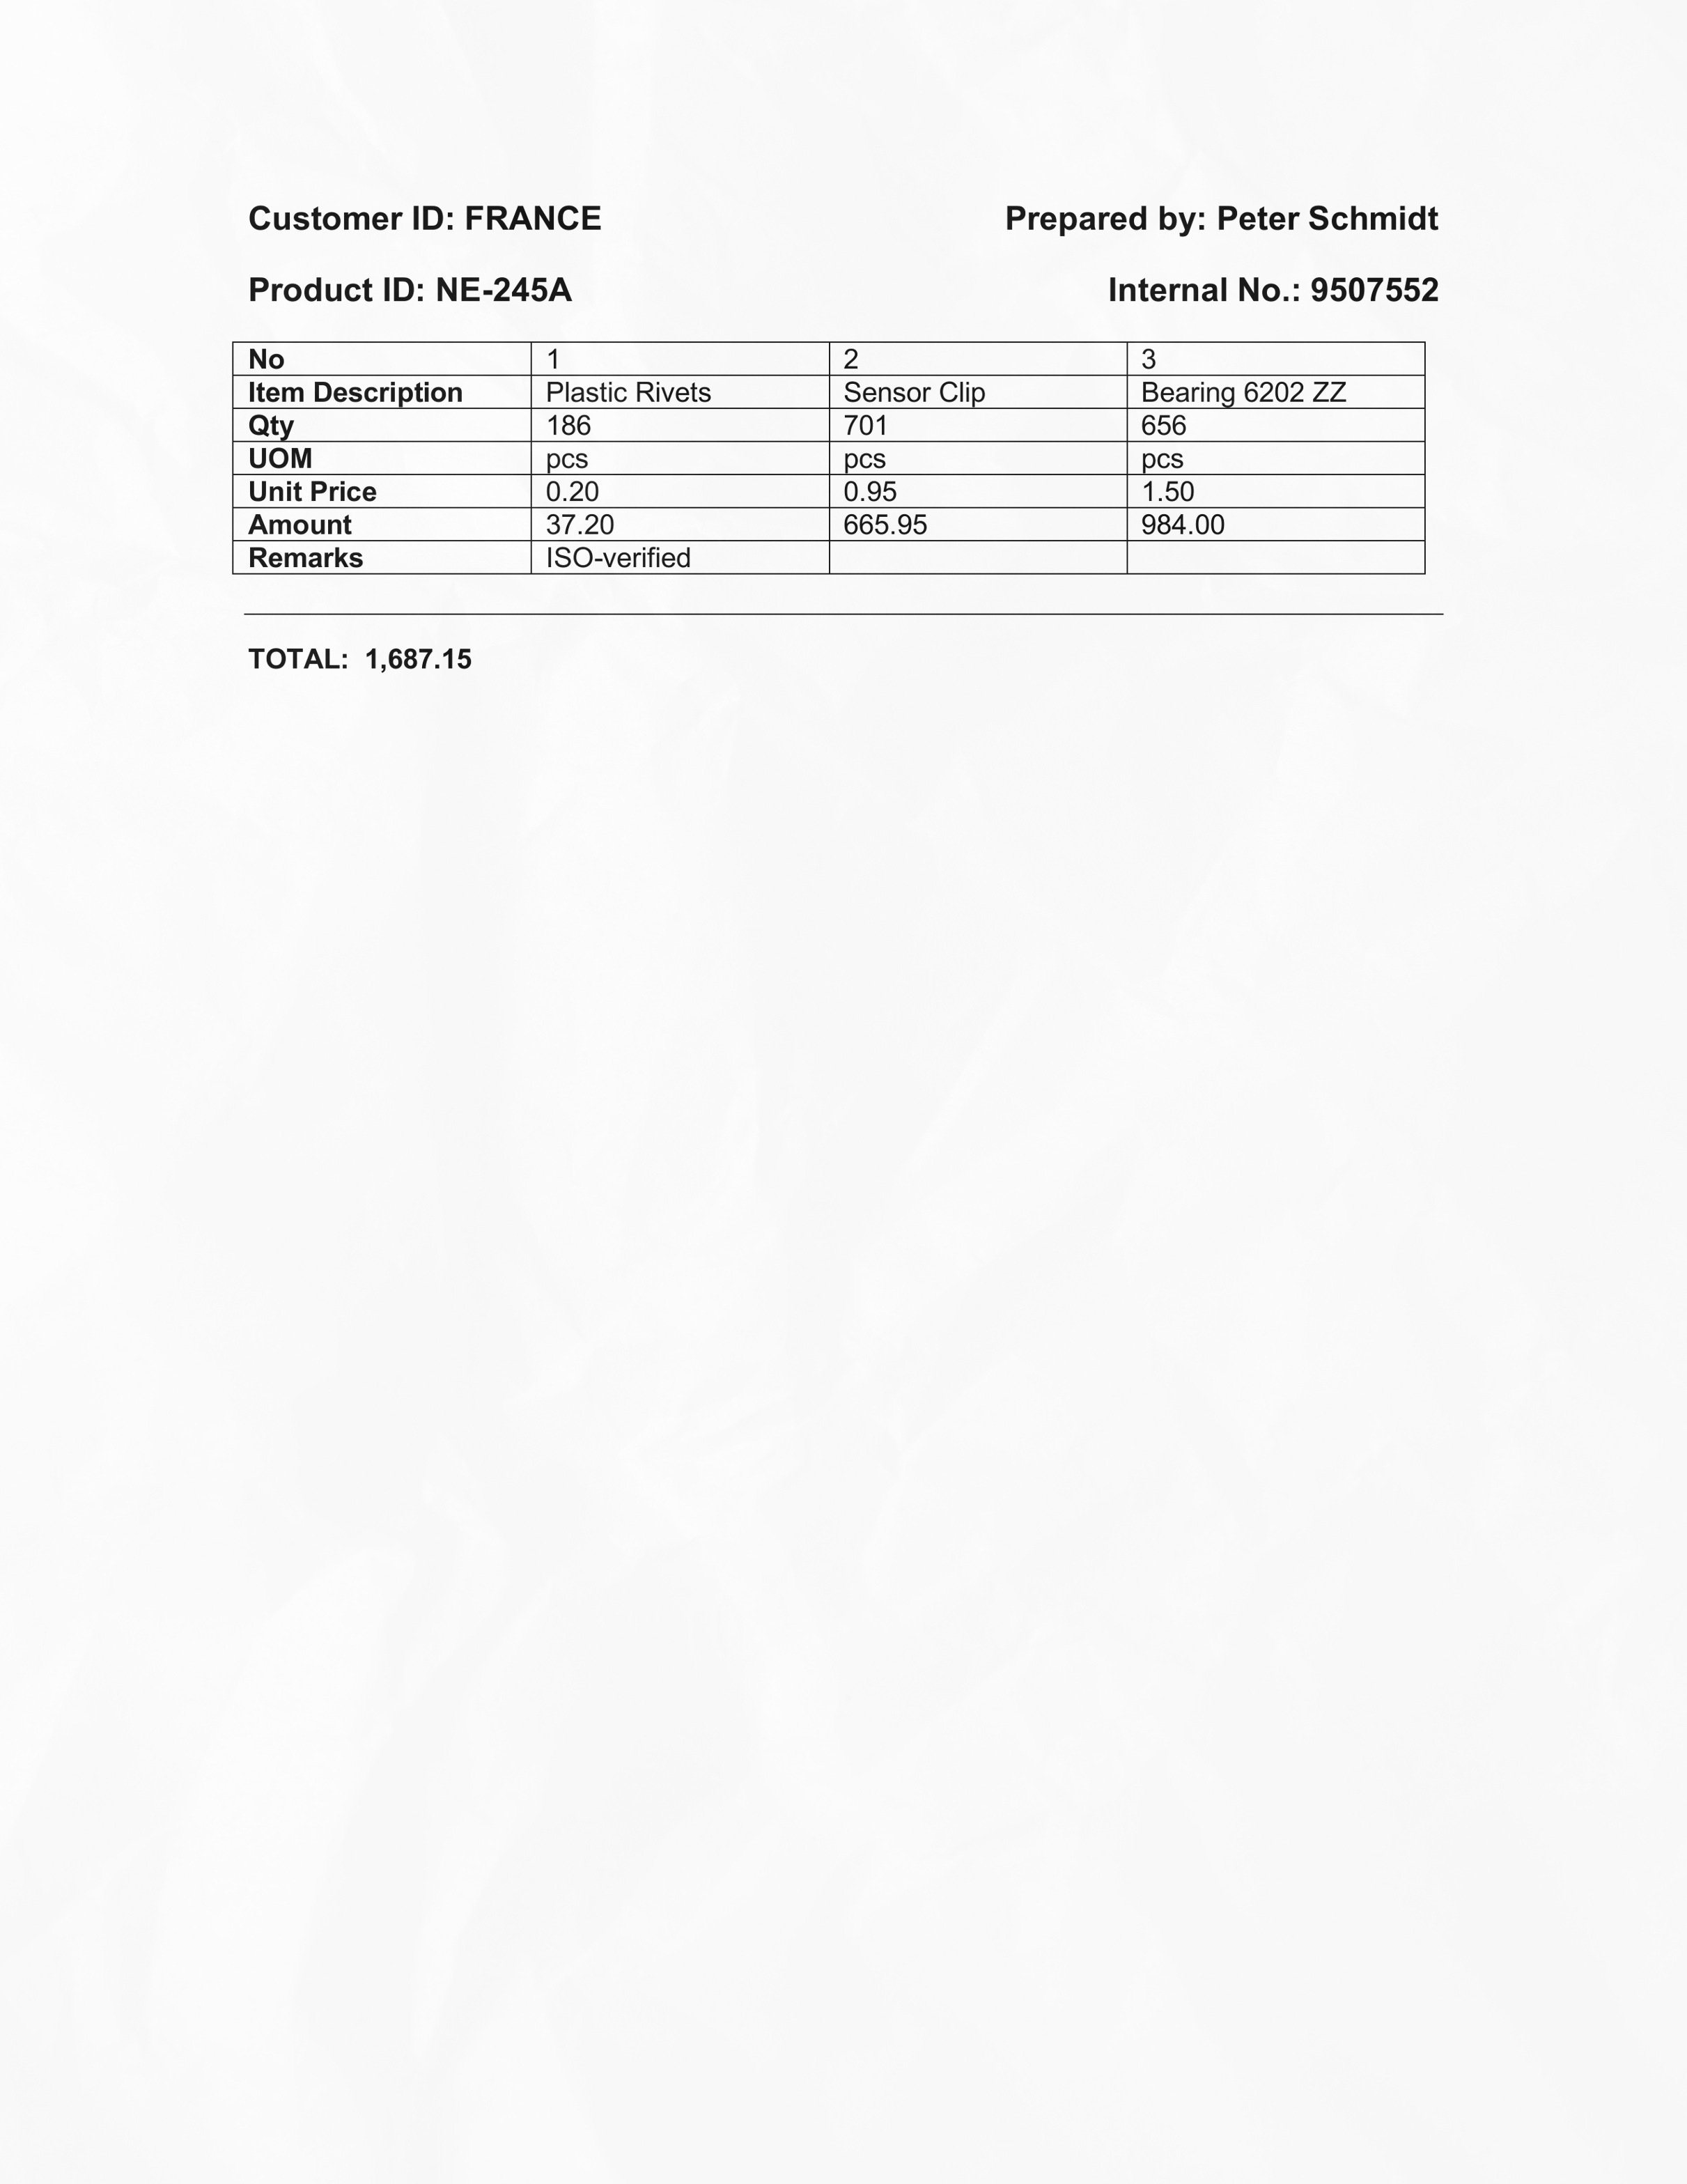 Customer ID: FRANCE Prepared by: Peter Schmidt
Product ID: NE-245A Internal No.: 9507552
No 1 2 3
Item Description Plastic Rivets Sensor Clip Bearing 6202 ZZ
Qty 186 701 656
UOM pcs pcs pcs
Unit Price 0.20 0.95 1.50
Amount 37.20 665.95 984.00
Remarks ISO-verified
TOTAL: 1,687.15